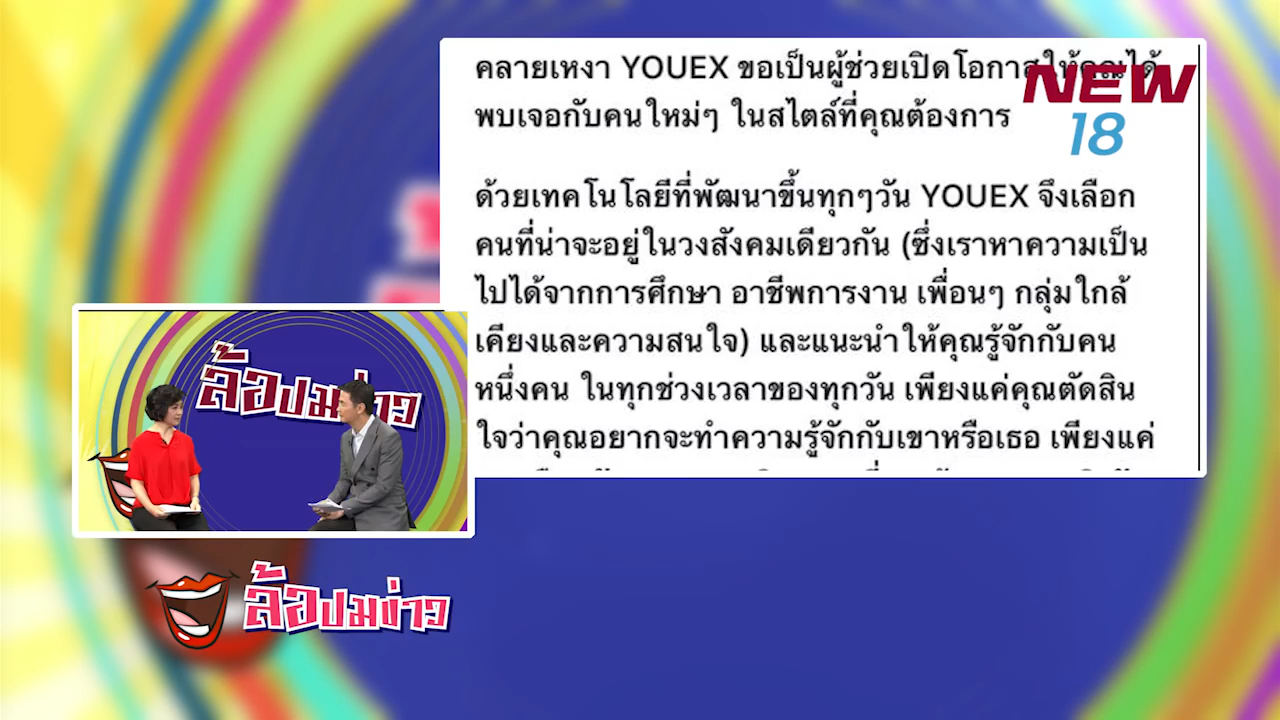 คลายเหงา YOUEX ขอเป็นผู้ช่วยเปิดโอกาสให้คุณได้
พบเจอกับคนใหม่ๆ ในสไตล์ที่คุณต้องการ
NEW
18
ด้วยเทคโนโลยีที่พัฒนาขึ้นทุกๆวัน YOUEX จึงเลือก
คนที่น่าจะอยู่ในวงสังคมเดียวกัน (ซึ่งเราหาความเป็น
ไปได้จากการศึกษา อาชีพการงาน เพื่อนๆ กลุ่มใกล้
เคียงและความสนใจ) และแนะนำให้คุณรู้จักกับคน
หนึ่งคน ในทุกช่วงเวลาของทุกวัน เพียงแค่คุณตัดสิน
ใจว่าคุณอยากจะทำความรู้จักกับเขาหรือเธอ เพียงแค่
ล้อปมข่าว
ล้อปมข่าว